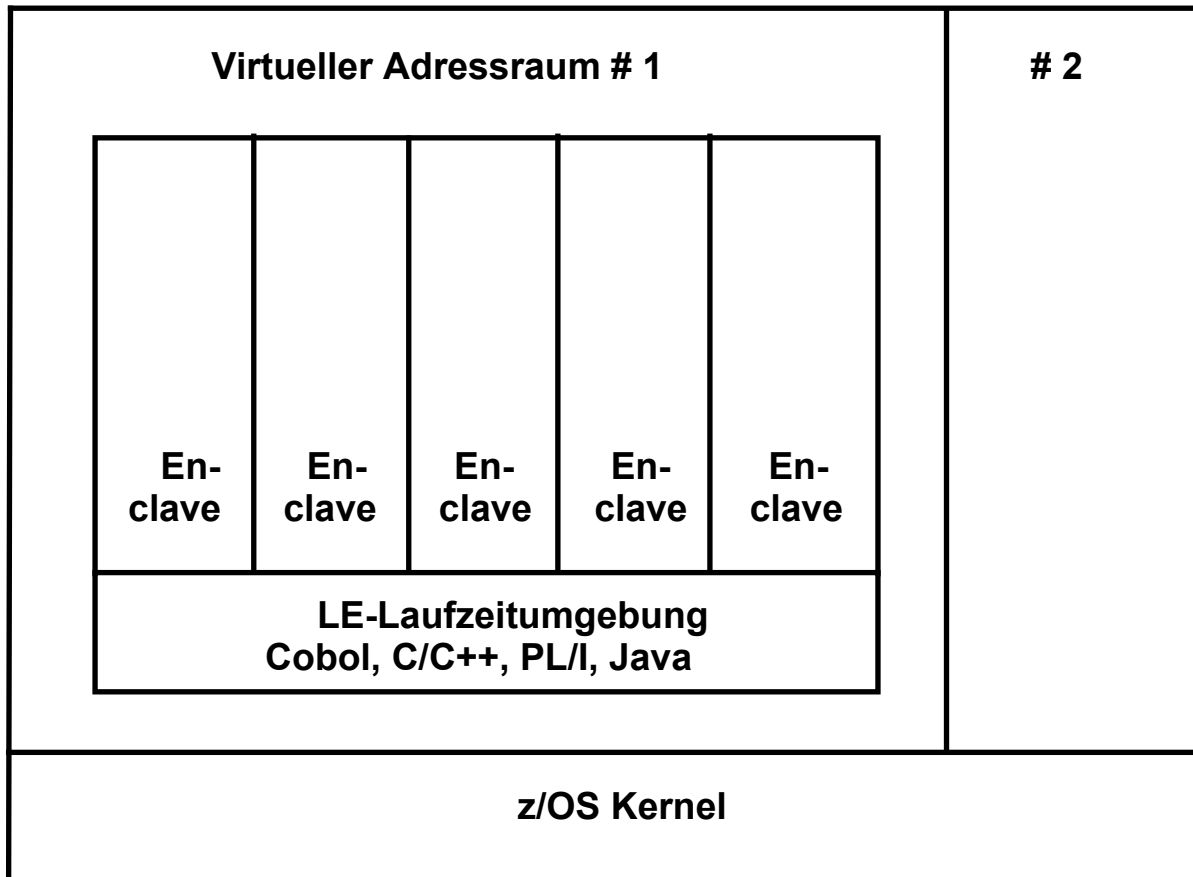 Virtueller Adressraum # 1
# 2
En-
clave
En-
clave
En-
clave
En-
clave
En-
clave
LE-Laufzeitumgebung
Cobol, C/C++, PL/I, Java
z/OS Kernel